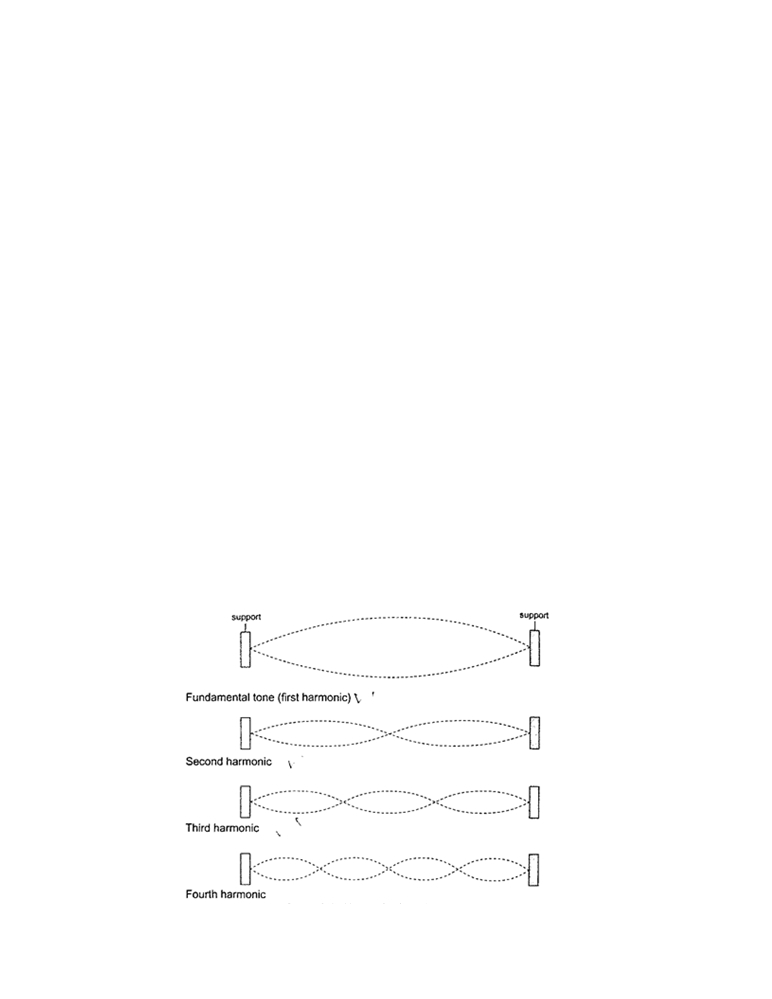 support support
Fundamental tone (first harmonic)
Second harmonic
Third harmonic
Fourth harmonic